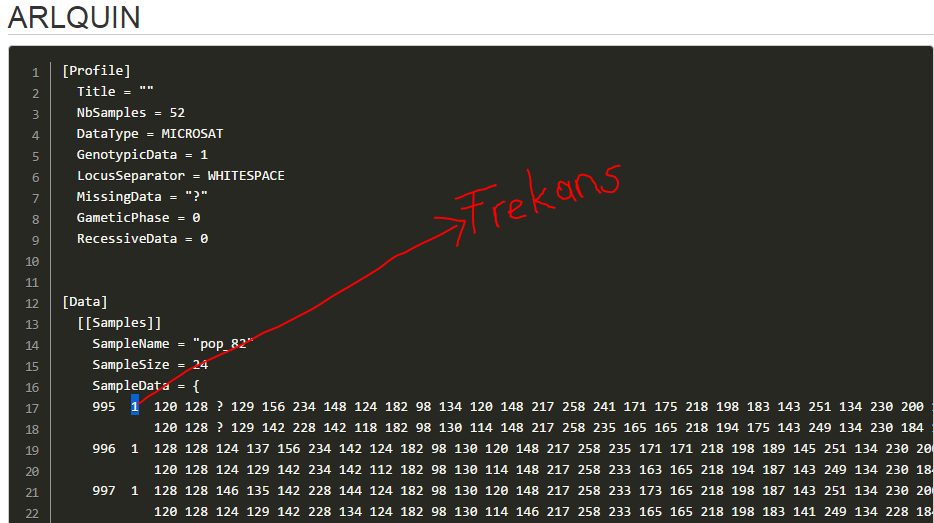 ARLQUIN
1 [Profile]
2 Title = ""
3 NbSamples = 52
4 DataType = MICROSAT
5 GenotypicData = 1
6 LocusSeparator = WHITESPACE
7 MissingData = "?"
8 GameticPhase = 0
9 RecessiveData = 0
Frekans
10
11
12 [Data]
13 [[Samples]]
14 SampleName = "pop_82"
15 SampleSize = 24
16 SampleData = {
17 995 1 120 128 ? 129 156 234 148 124 182 98 134 120 148 217 258 241 171 175 218 198 183 143 251 134 230 200
18 120 128 ? 129 142 228 142 118 182 98 130 114 148 217 258 235 165 165 218 194 175 143 249 134 230 184
19 996 1 128 128 124 137 156 234 142 124 182 98 130 120 148 217 258 235 171 171 218 198 189 145 251 134 230
20 120 128 124 129 142 234 142 112 182 98 130 114 148 217 258 233 163 165 218 194 187 143 249 134 230
21 997 1 128 128 146 135 142 228 144 124 182 98 130 120 148 217 258 233 173 165 218 198 187 143 251 134 230
22 120 128 124 129 142 228 134 124 182 98 130 114 146 217 258 233 165 165 218 198 183 141 249 134 228